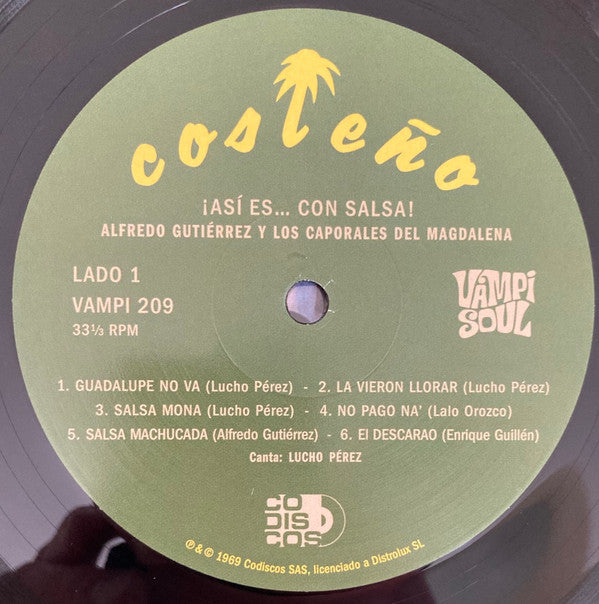 costeño
¡ASÍ ES... CON SALSA!
ALFREDO GUTIÉRREZ Y LOS CAPORALES DEL MAGDALENA
LADO 1
VAMPI 209
33⅓ RPM
VAMPI
SOUL
1. GUADALUPE NO VA (Lucho Pérez) - 2. LA VIERON LLORAR (Lucho Pérez)
3. SALSA MONA (Lucho Pérez) - 4. NO PAGO NA' (Lalo Orozco)
5. SALSA MACHUCADA (Alfredo Gutiérrez) - 6. El DESCARAO (Enrique Guillén)
Canta: LUCHO PÉREZ
CO
DIS
COS
℗ & © 1969 Codiscos SAS, licenciado a Distrolux SL